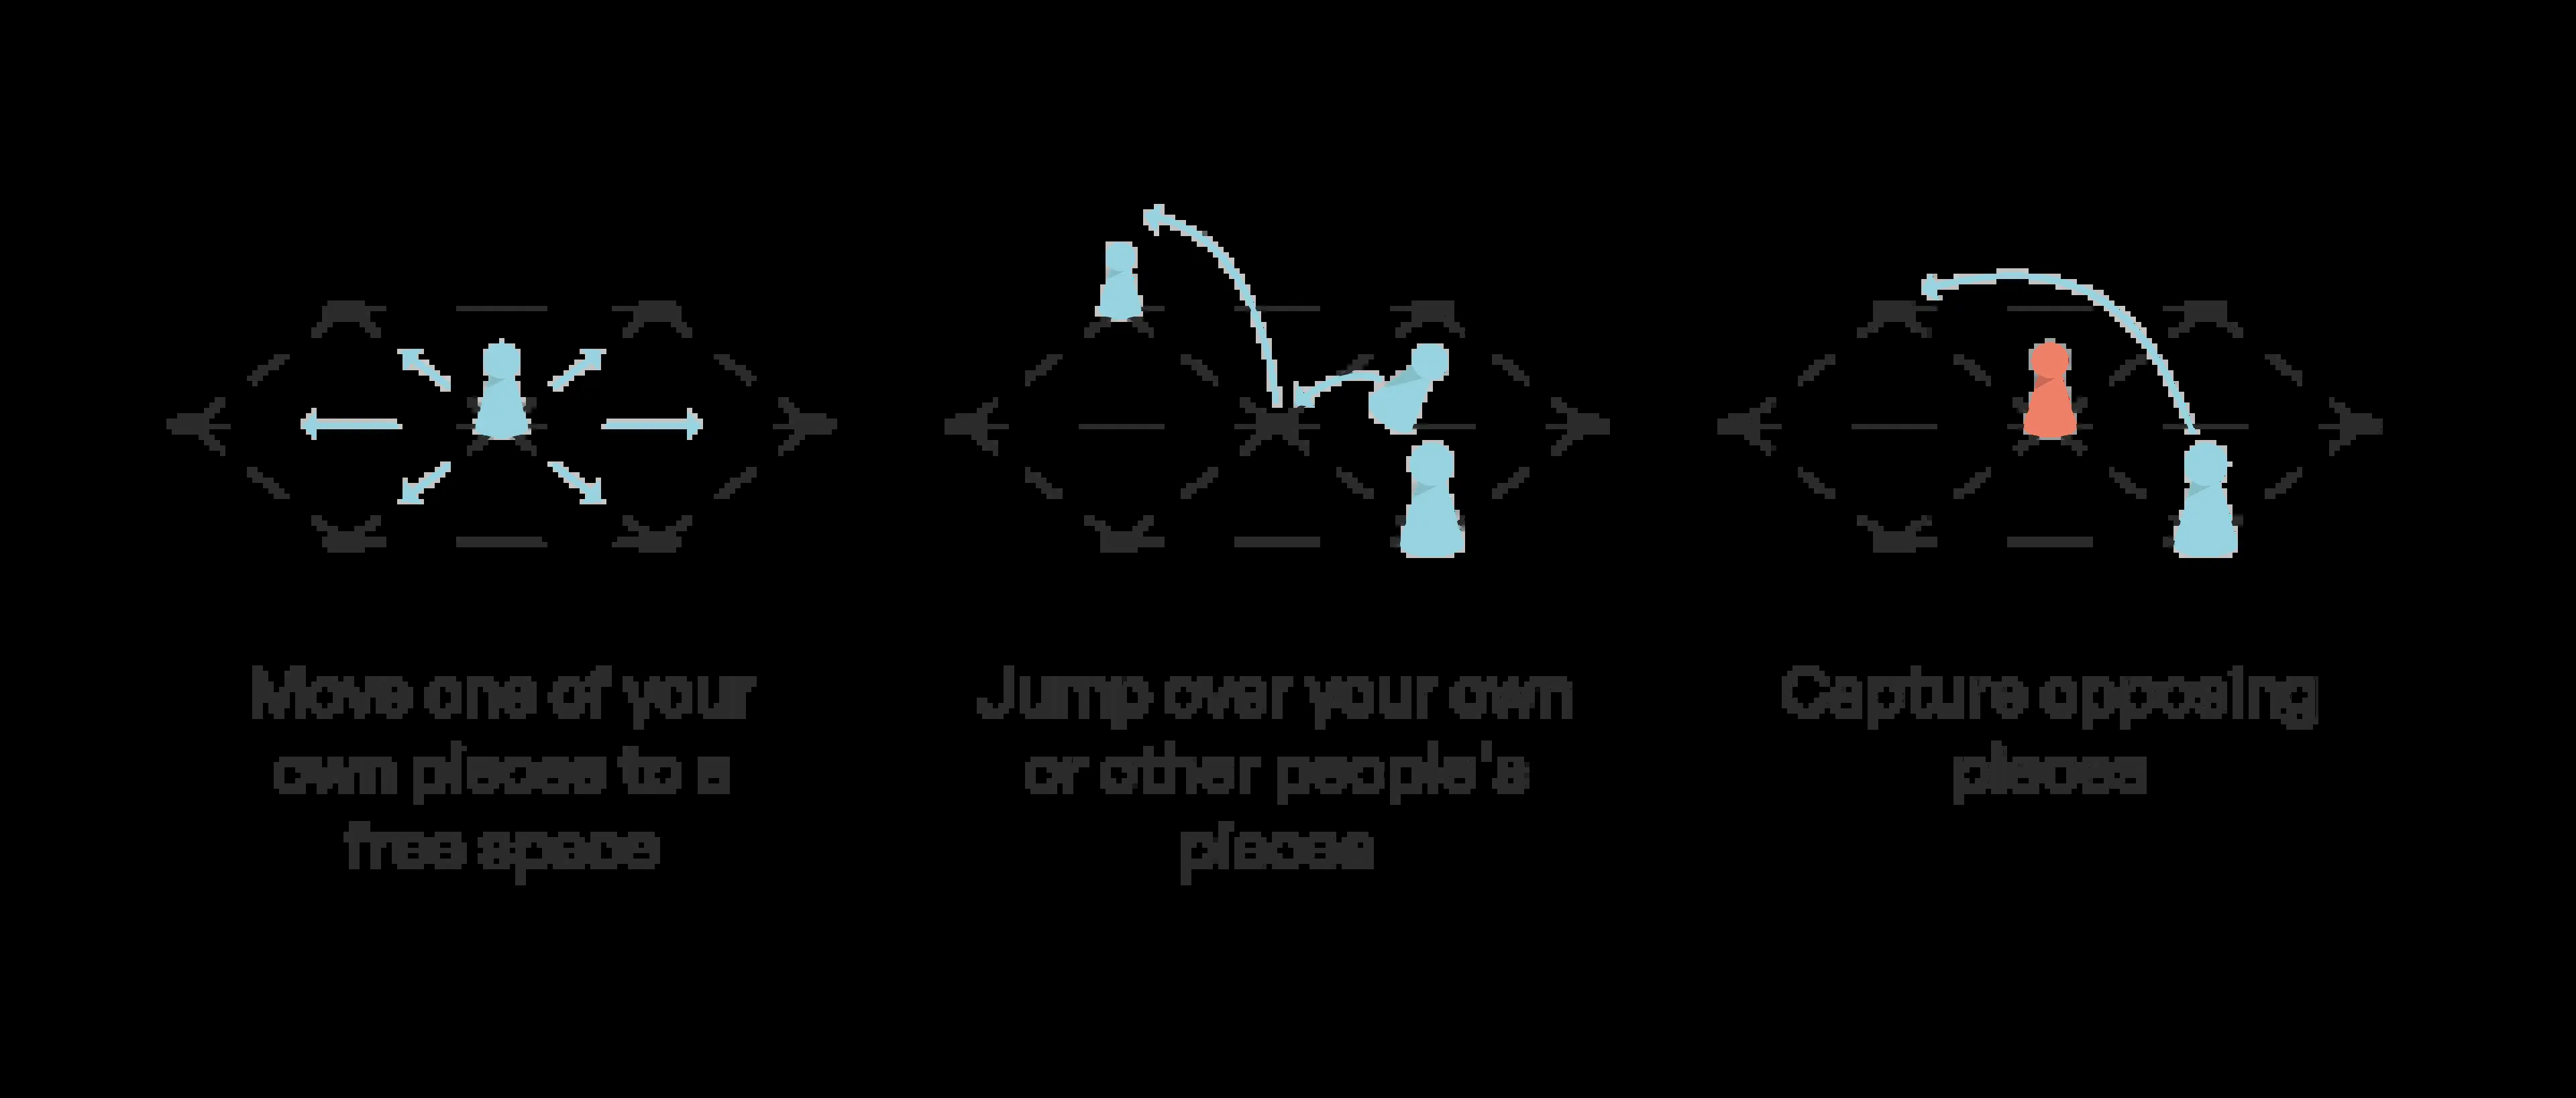 Move one of your
own pieces to a
free space
Jump over your own
or other people's
pieces
Capture opposing
pieces